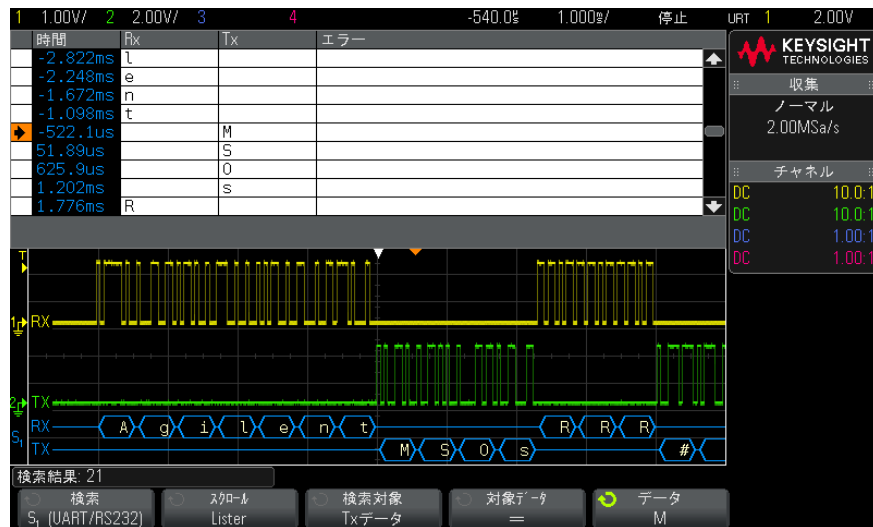 1 1.00V/ 2 2.00V/ 3 4 -540.0us 1.000ms/ 停止 URT 1 2.00V
時間 Rx Tx エラー
-2.822ms l
-2.248ms e
-1.672ms n
-1.098ms t
-522.1us M
51.89us S
625.9us O
1.202ms s
1.776ms R
KEYSIGHT
TECHNOLOGIES
収集
ノーマル
2.00MSa/s
チャネル
DC 10.0:1
DC 10.0:1
DC 1.00:1
DC 1.00:1
T
1 RX
2 TX
S1 RX A g i l e n t R R R
TX M S O s #
検索結果: 21
検索
S1 (UART/RS232)
スクロール
Lister
検索対象
Txデータ
対象データ
=
データ
M